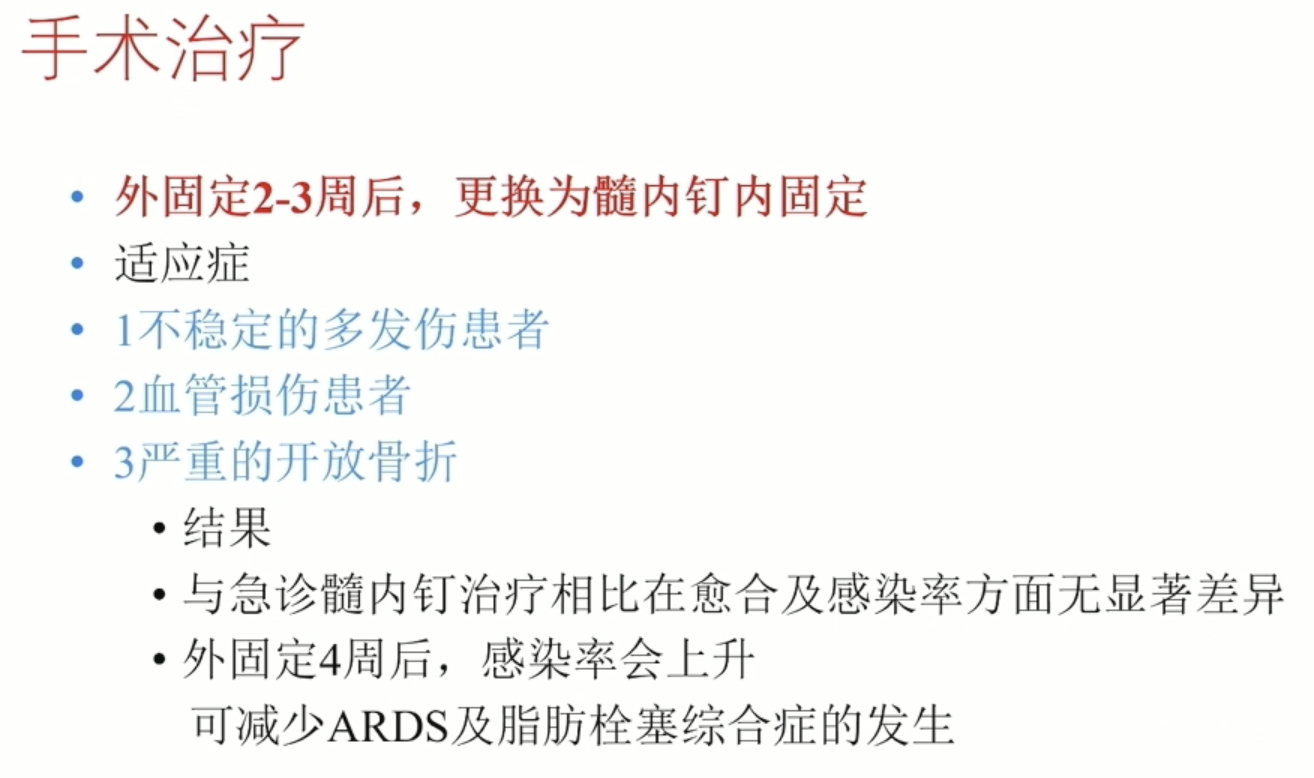 手术治疗
• 外固定2-3周后，更换为髓内钉内固定
• 适应症
• 1不稳定的多发伤患者
• 2血管损伤患者
• 3严重的开放骨折
• 结果
• 与急诊髓内钉治疗相比在愈合及感染率方面无显著差异
• 外固定4周后，感染率会上升
可减少ARDS及脂肪栓塞综合症的发生